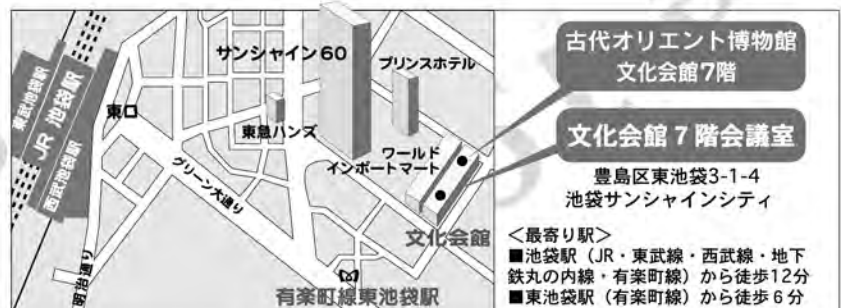 東武池袋駅
JR 池袋駅
西武池袋駅
東口
明治通り
サンシャイン60
東急ハンズ
グリーン大通り
プリンスホテル
ワールド
インポートマート
文化会館
有楽町線東池袋駅
古代オリエント博物館
文化会館7階
文化会館7階会議室
豊島区東池袋3-1-4
池袋サンシャインシティ
＜最寄り駅＞
■池袋駅（JR・東武線・西武線・地下
鉄丸の内線・有楽町線）から徒歩12分
■東池袋駅（有楽町線）から徒歩6分